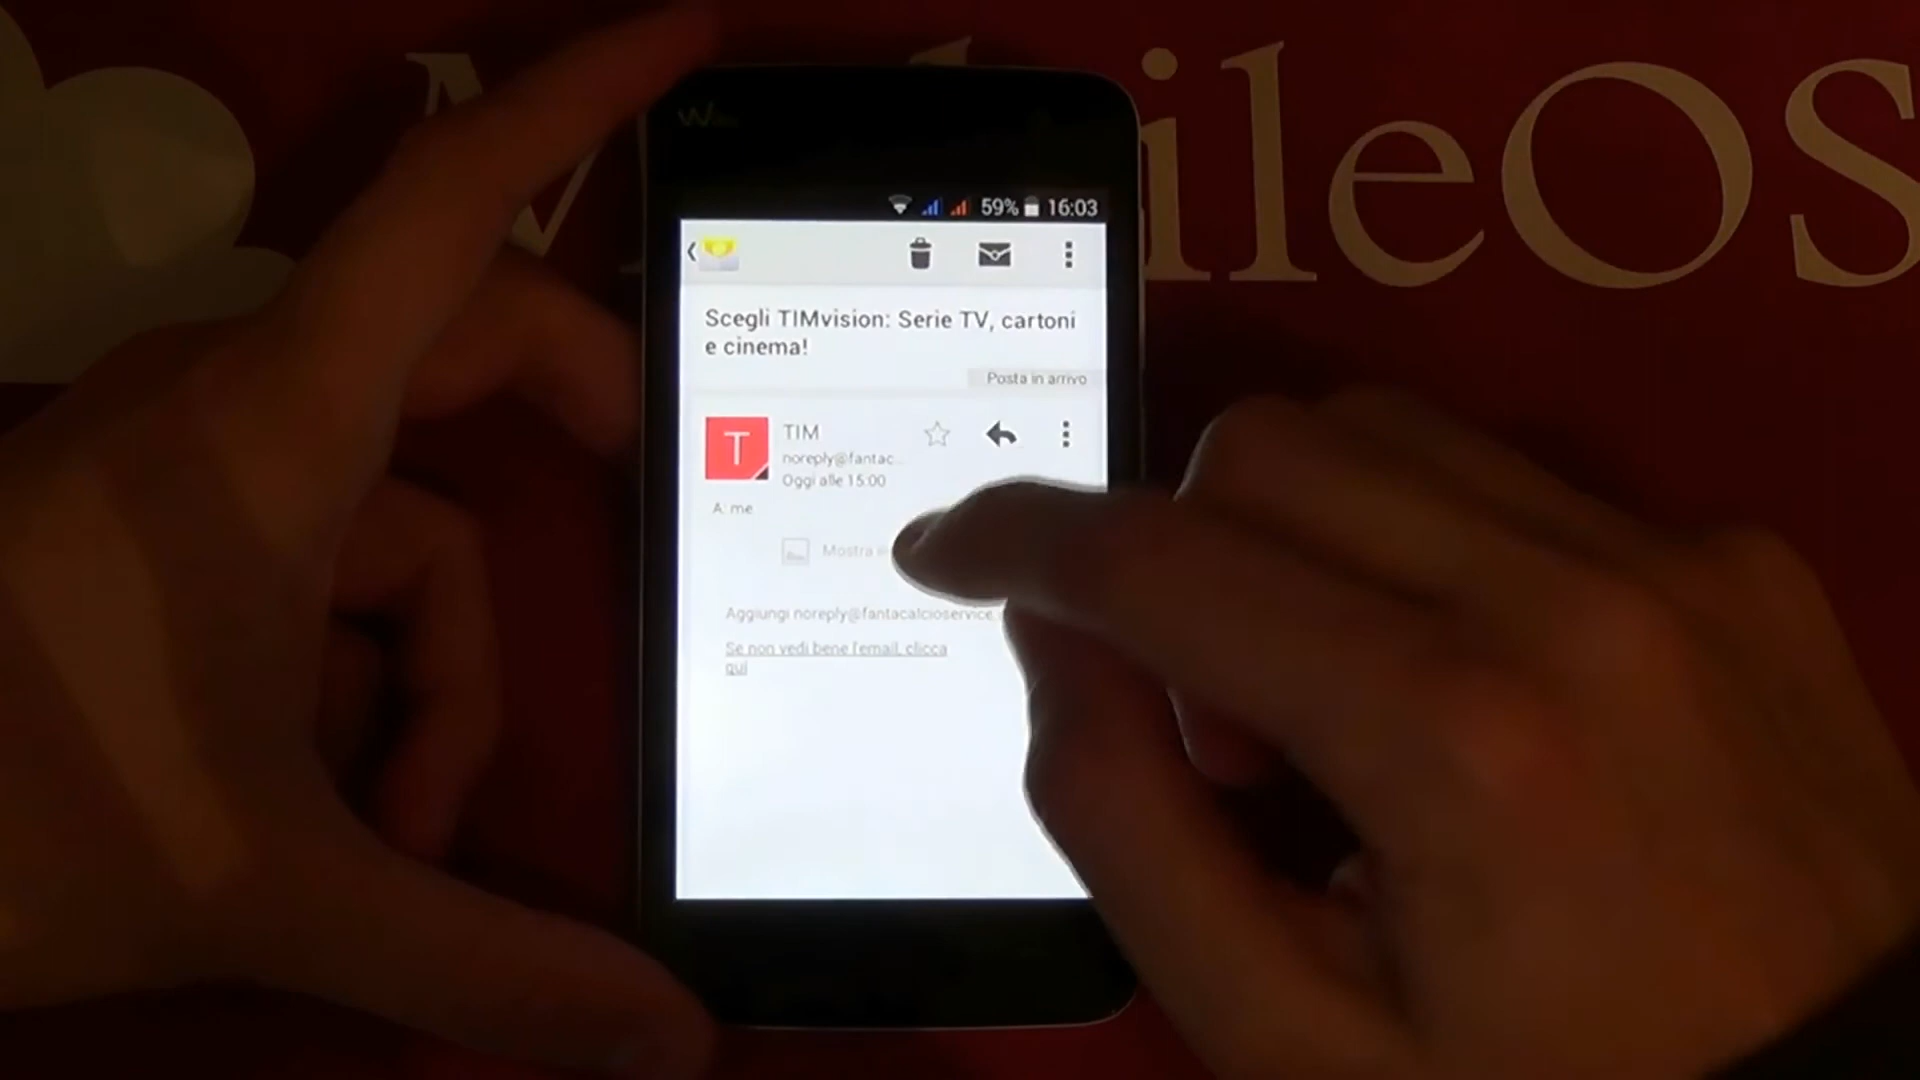 ileOS
59% 16:03
Scegli TIMvision: Serie TV, cartoni
e cinema!
Posta in arrivo
T
TIM
noreply@fantac...
Oggi alle 15:00
A: me
Mostra
Aggiungi noreply@fantacalcioservice.
Se non vedi bene l'email, clicca
qui